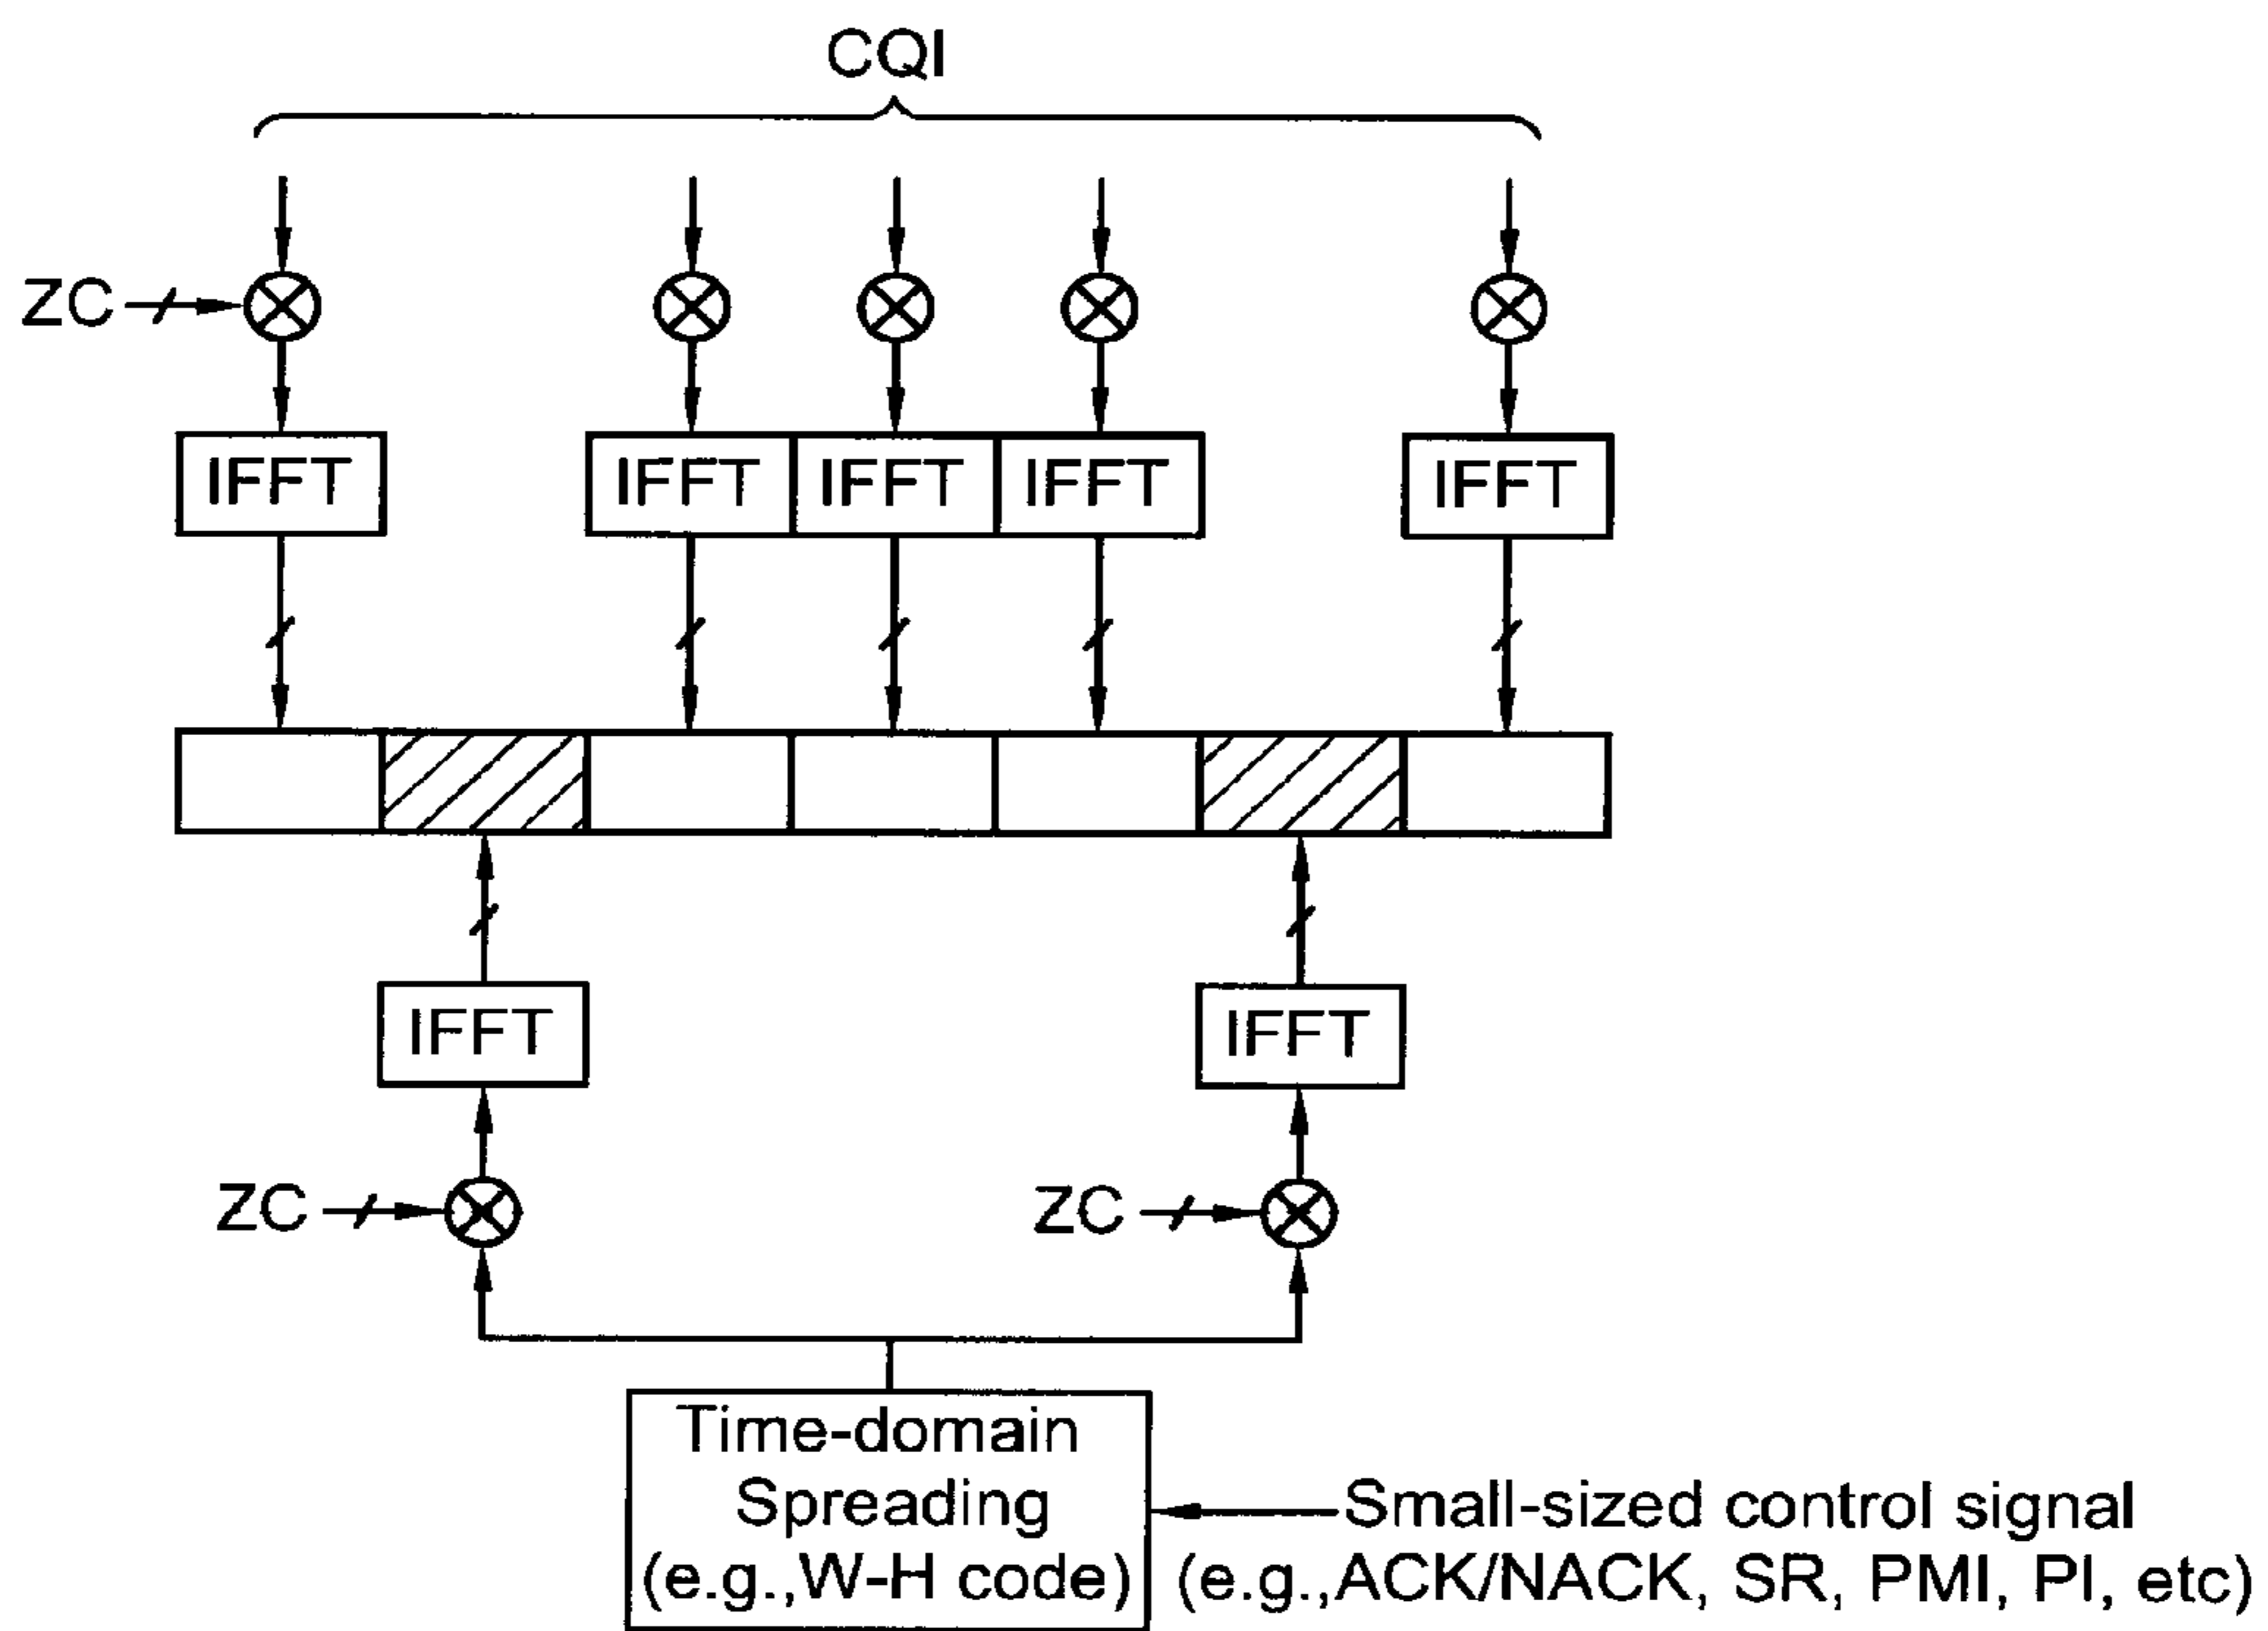 CQI
ZC
IFFT
IFFT
IFFT
IFFT
IFFT
IFFT
IFFT
ZC
ZC
Time-domain
Spreading
(e.g.,W-H code)
Small-sized control signal
(e.g.,ACK/NACK, SR, PMI, PI, etc)